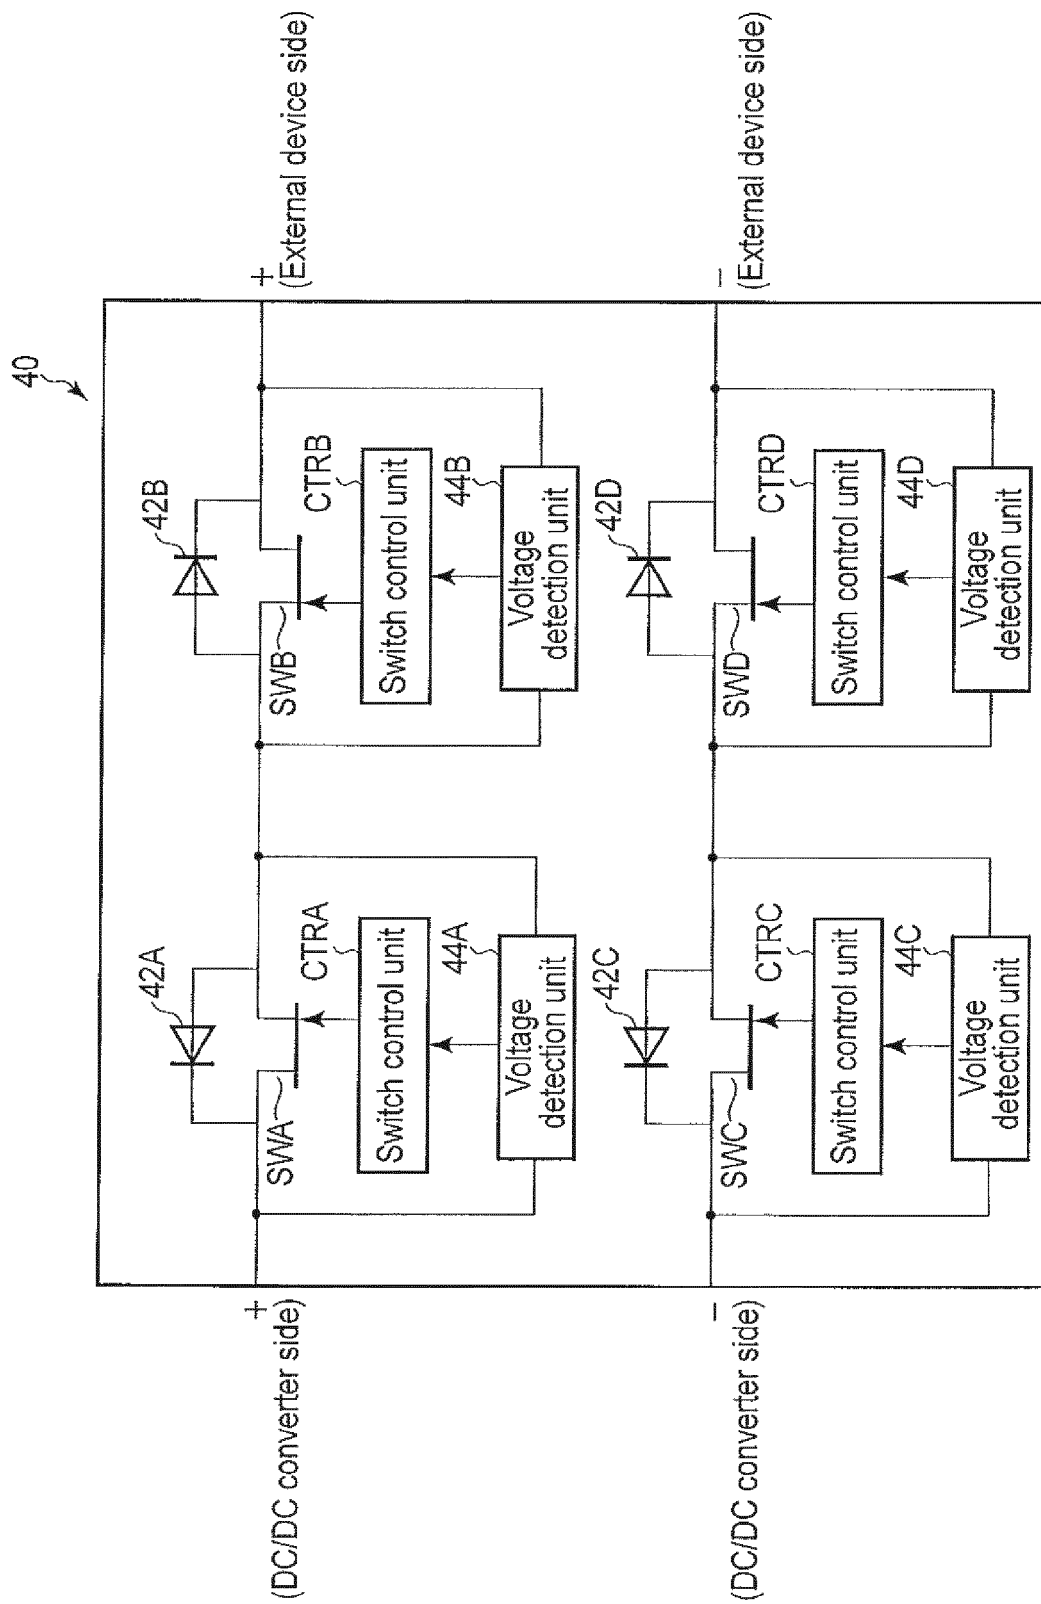 40
42A
42B
SWA
CTRA
SWB
CTRB
Switch control unit
Switch control unit
44A
44B
Voltage
detection unit
Voltage
detection unit
+
(DC/DC converter side)
+
(External device side)
42C
42D
SWC
CTRC
SWD
CTRD
Switch control unit
Switch control unit
44C
44D
Voltage
detection unit
Voltage
detection unit
−
(DC/DC converter side)
−
(External device side)